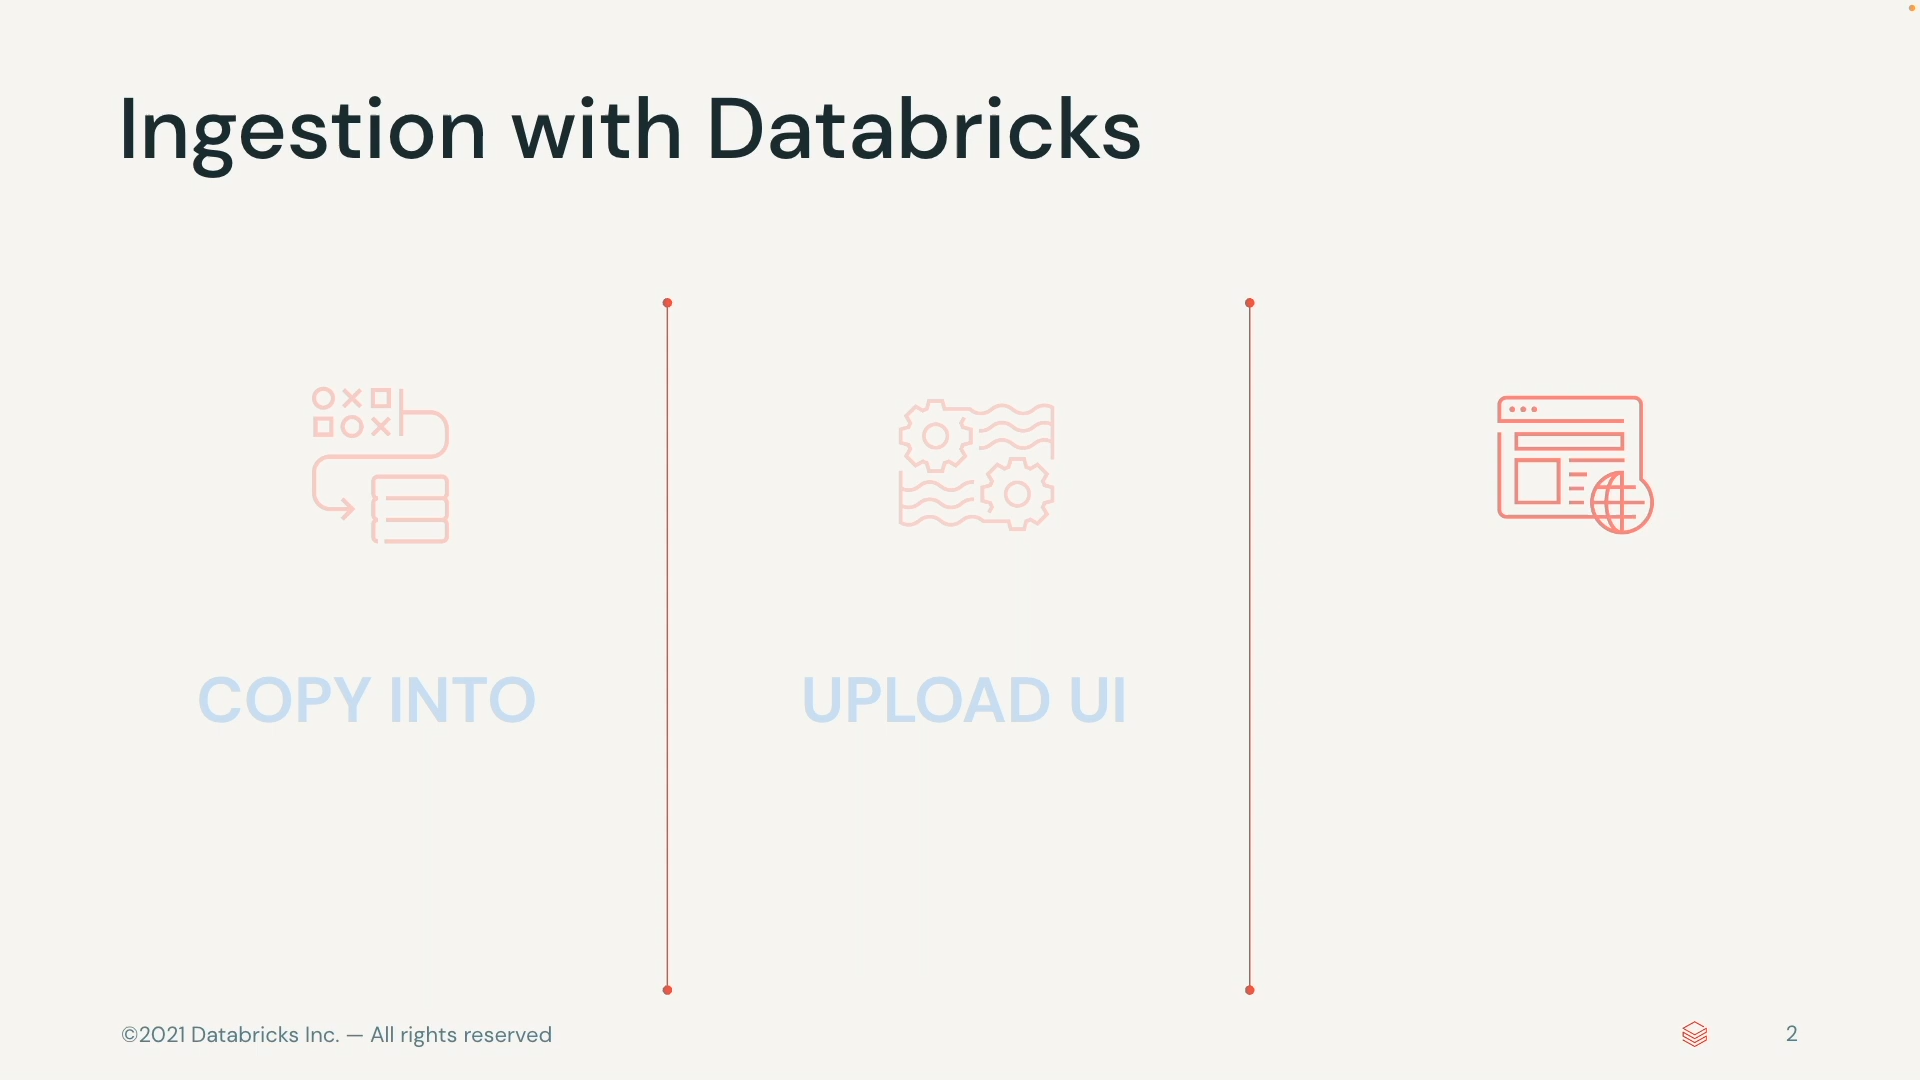 Ingestion with Databricks
COPY INTO
UPLOAD UI
©2021 Databricks Inc. — All rights reserved
2